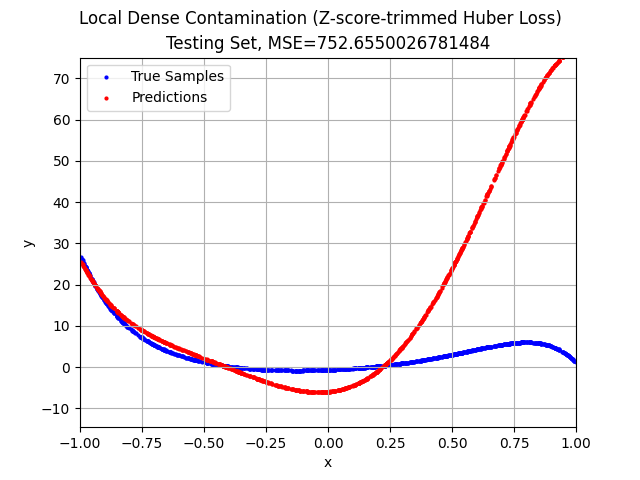 Local Dense Contamination (Z-score-trimmed Huber Loss)
Testing Set, MSE=752.6550026781484
True Samples
Predictions
70
60
50
40
30
20
10
0
−10
y
−1.00 −0.75 −0.50 −0.25 0.00 0.25 0.50 0.75 1.00
x